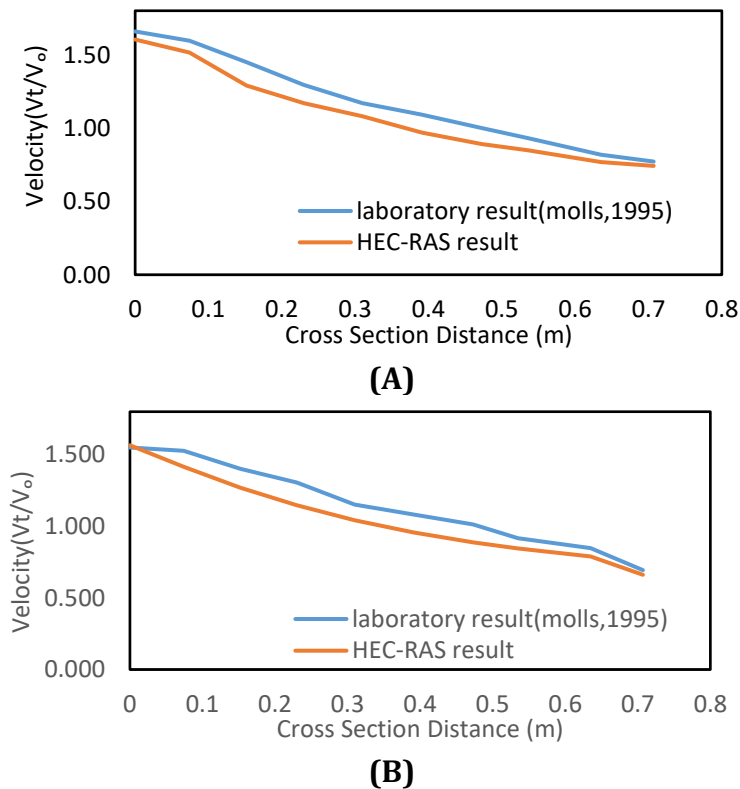 Velocity(Vt/Vₒ)
1.50
1.00
0.50
0.00
laboratory result(molls,1995)
HEC-RAS result
0 0.1 0.2 0.3 0.4 0.5 0.6 0.7 0.8
Cross Section Distance (m)
(A)
Velocity(Vt/Vₒ)
1.500
1.000
0.500
0.000
laboratory result(molls,1995)
HEC-RAS result
0 0.1 0.2 0.3 0.4 0.5 0.6 0.7 0.8
Cross Section Distance (m)
(B)